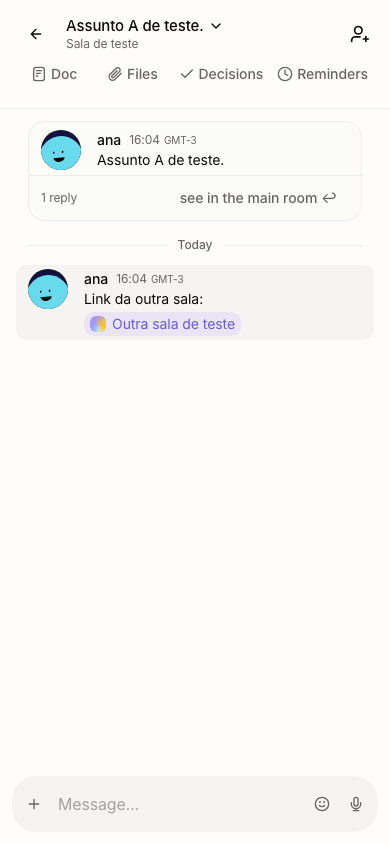 Assunto A de teste.
Sala de teste
Doc
Files
Decisions
Reminders
ana 16:04 GMT-3
Assunto A de teste.
1 reply
see in the main room
Today
ana 16:04 GMT-3
Link da outra sala:
Outra sala de teste
Message...